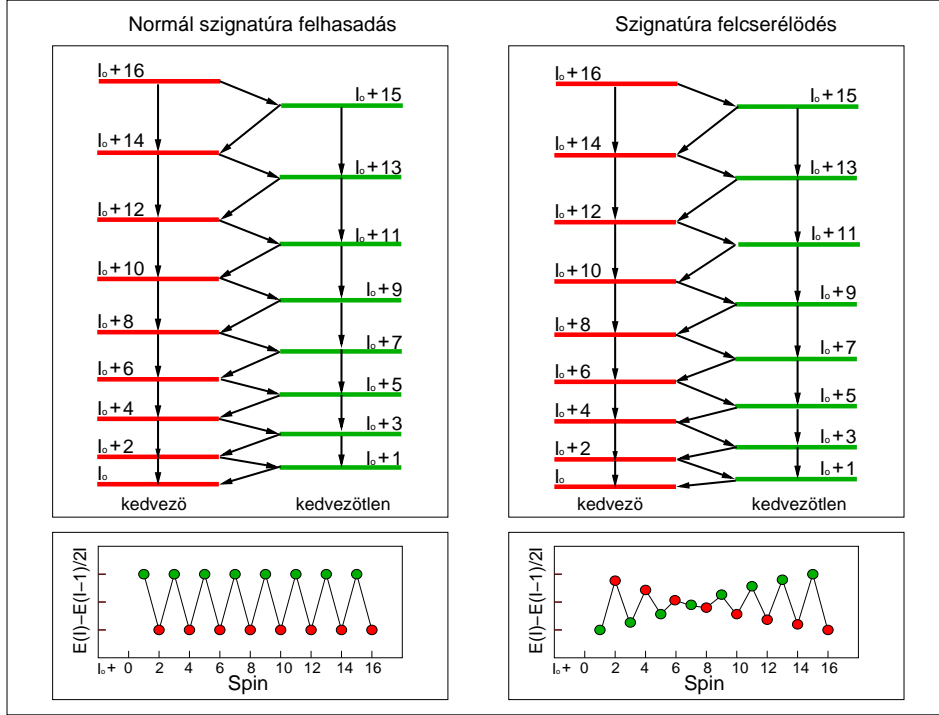 Normál szignatúra felhasadás
Iₒ+16
Iₒ+15
Iₒ+14
Iₒ+13
Iₒ+12
Iₒ+11
Iₒ+10
Iₒ+9
Iₒ+8
Iₒ+7
Iₒ+6
Iₒ+5
Iₒ+4
Iₒ+3
Iₒ+2
Iₒ+1
Iₒ
kedvezö kedvezötlen
E(I)−E(I−1)/2I
Iₒ+ 0 2 4 6 8 10 12 14 16
Spin
Szignatúra felcserélödés
Iₒ+16
Iₒ+15
Iₒ+14
Iₒ+13
Iₒ+12
Iₒ+11
Iₒ+10
Iₒ+9
Iₒ+8
Iₒ+7
Iₒ+6
Iₒ+5
Iₒ+4
Iₒ+3
Iₒ+2
Iₒ+1
Iₒ
kedvezö kedvezötlen
E(I)−E(I−1)/2I
Iₒ+ 0 2 4 6 8 10 12 14 16
Spin